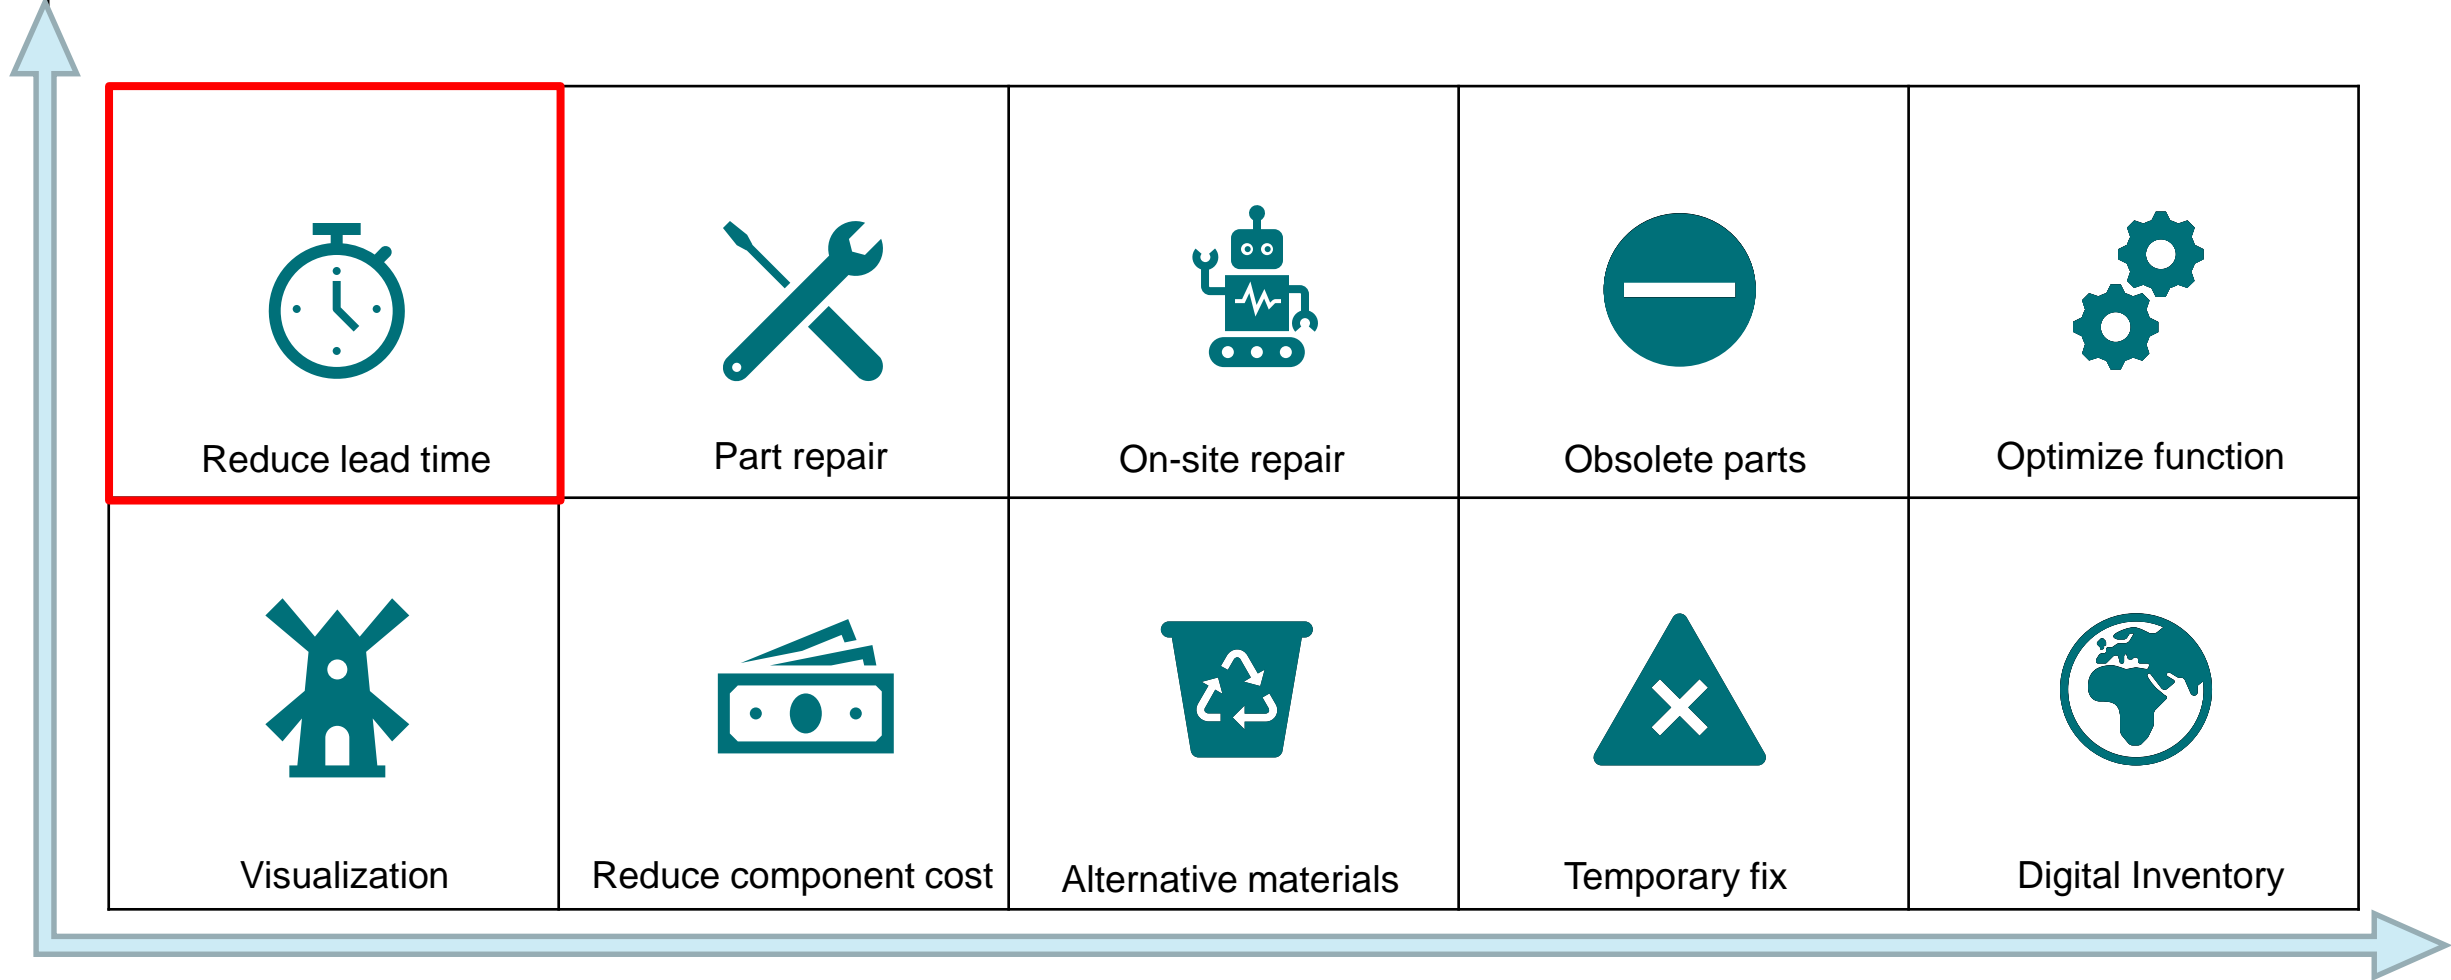 Reduce lead time
Part repair
On-site repair
Obsolete parts
Optimize function
Visualization
Reduce component cost
Alternative materials
Temporary fix
Digital Inventory